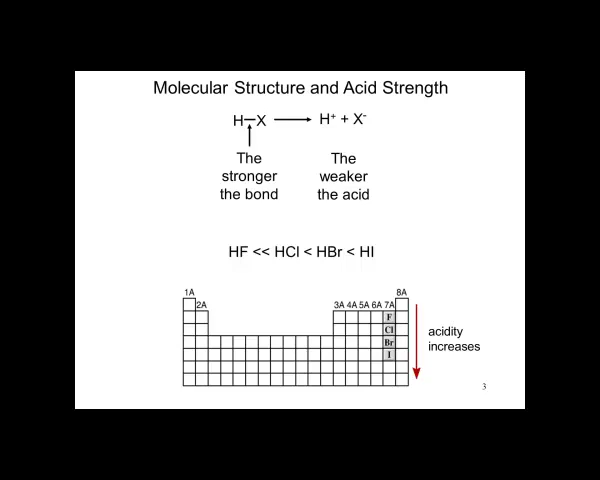 Molecular Structure and Acid Strength
H—X ⟶ H⁺ + X⁻
The
stronger
the bond
The
weaker
the acid
HF << HCl < HBr < HI
1A
2A
3A 4A 5A 6A 7A
8A
F
Cl
Br
I
acidity
increases
3